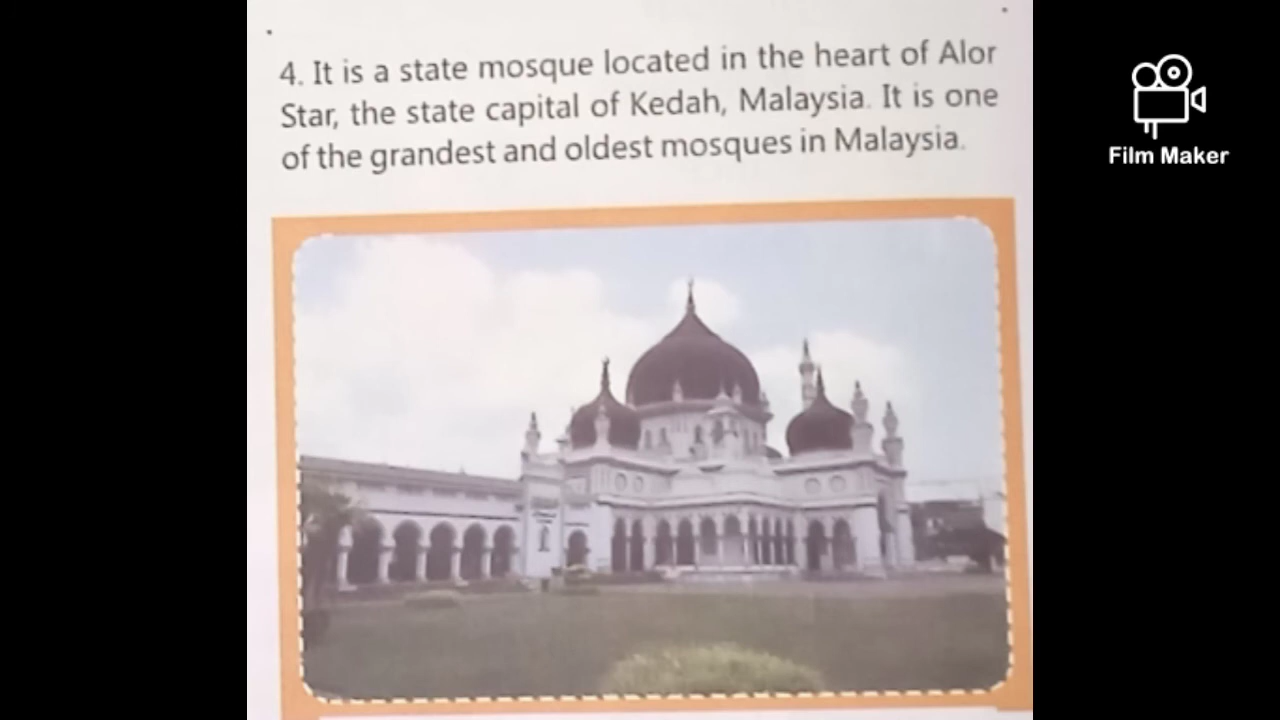 4. It is a state mosque located in the heart of Alor
Star, the state capital of Kedah, Malaysia. It is one
of the grandest and oldest mosques in Malaysia.
Film Maker